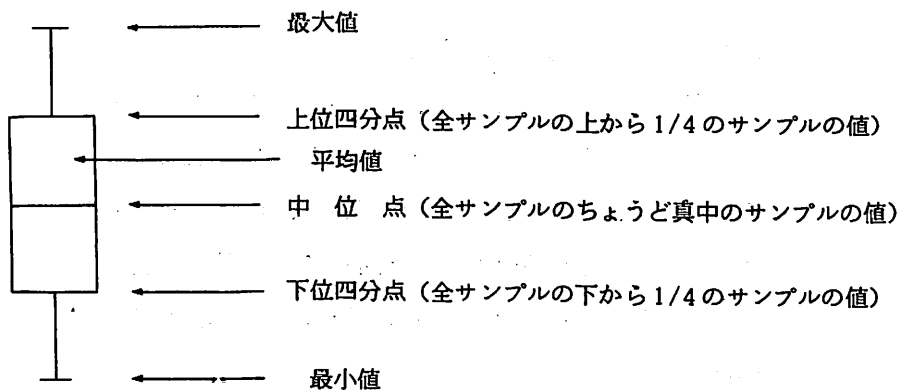 最大値
上位四分点（全サンプルの上から1/4のサンプルの値）
平均値
中　位　点（全サンプルのちょうど真中のサンプルの値）
下位四分点（全サンプルの下から1/4のサンプルの値）
最小値